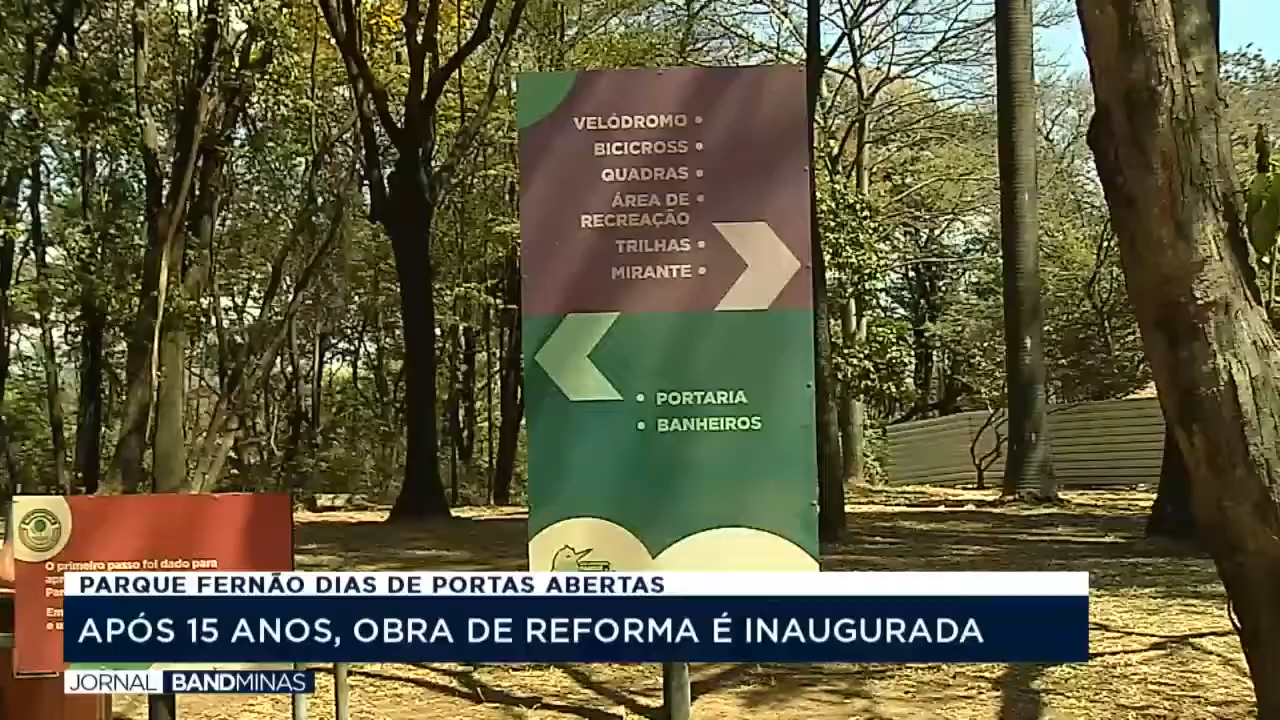 VELÓDROMO •
BICICROSS •
QUADRAS •
ÁREA DE •
RECREAÇÃO
TRILHAS •
MIRANTE •
• PORTARIA
• BANHEIROS
O primeiro passo foi dado para
PARQUE FERNÃO DIAS DE PORTAS ABERTAS
APÓS 15 ANOS, OBRA DE REFORMA É INAUGURADA
JORNAL BANDMINAS